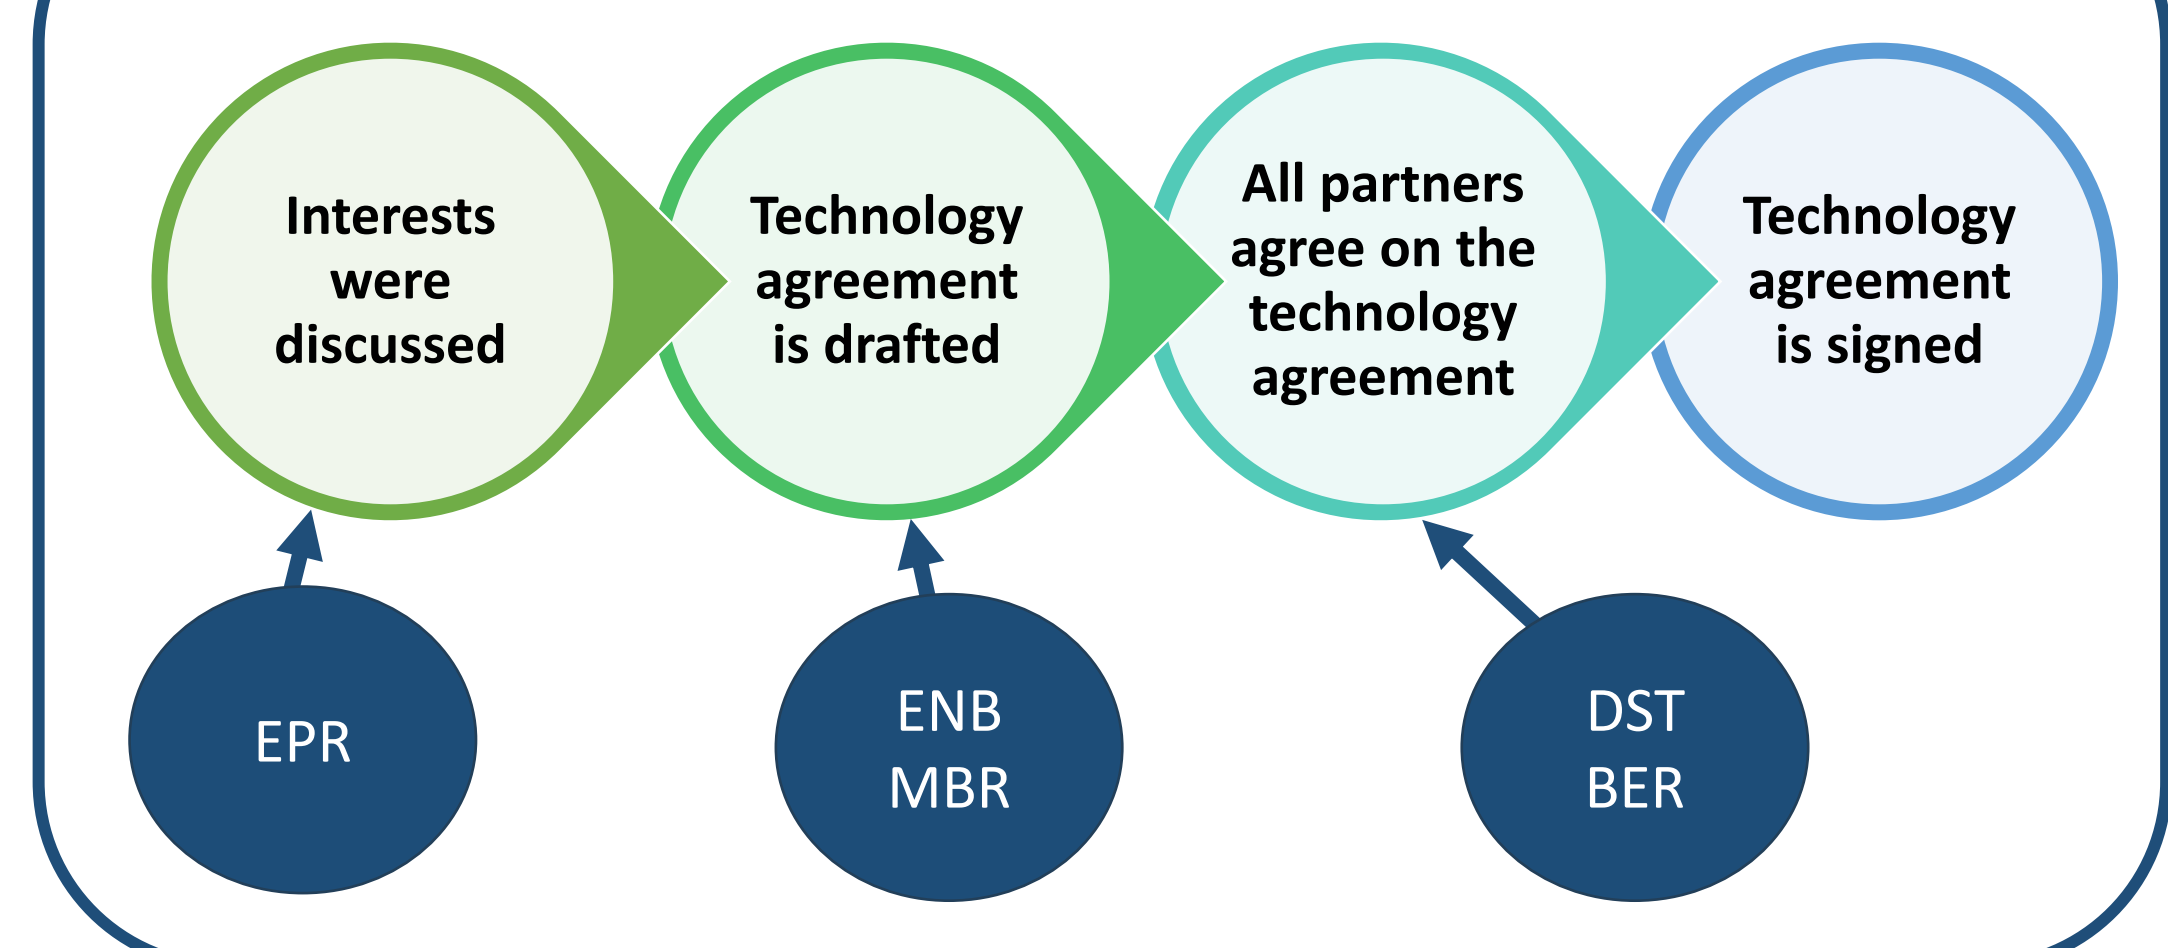 Interests
were
discussed
Technology
agreement
is drafted
All partners
agree on the
technology
agreement
Technology
agreement
is signed
EPR
ENB
MBR
DST
BER